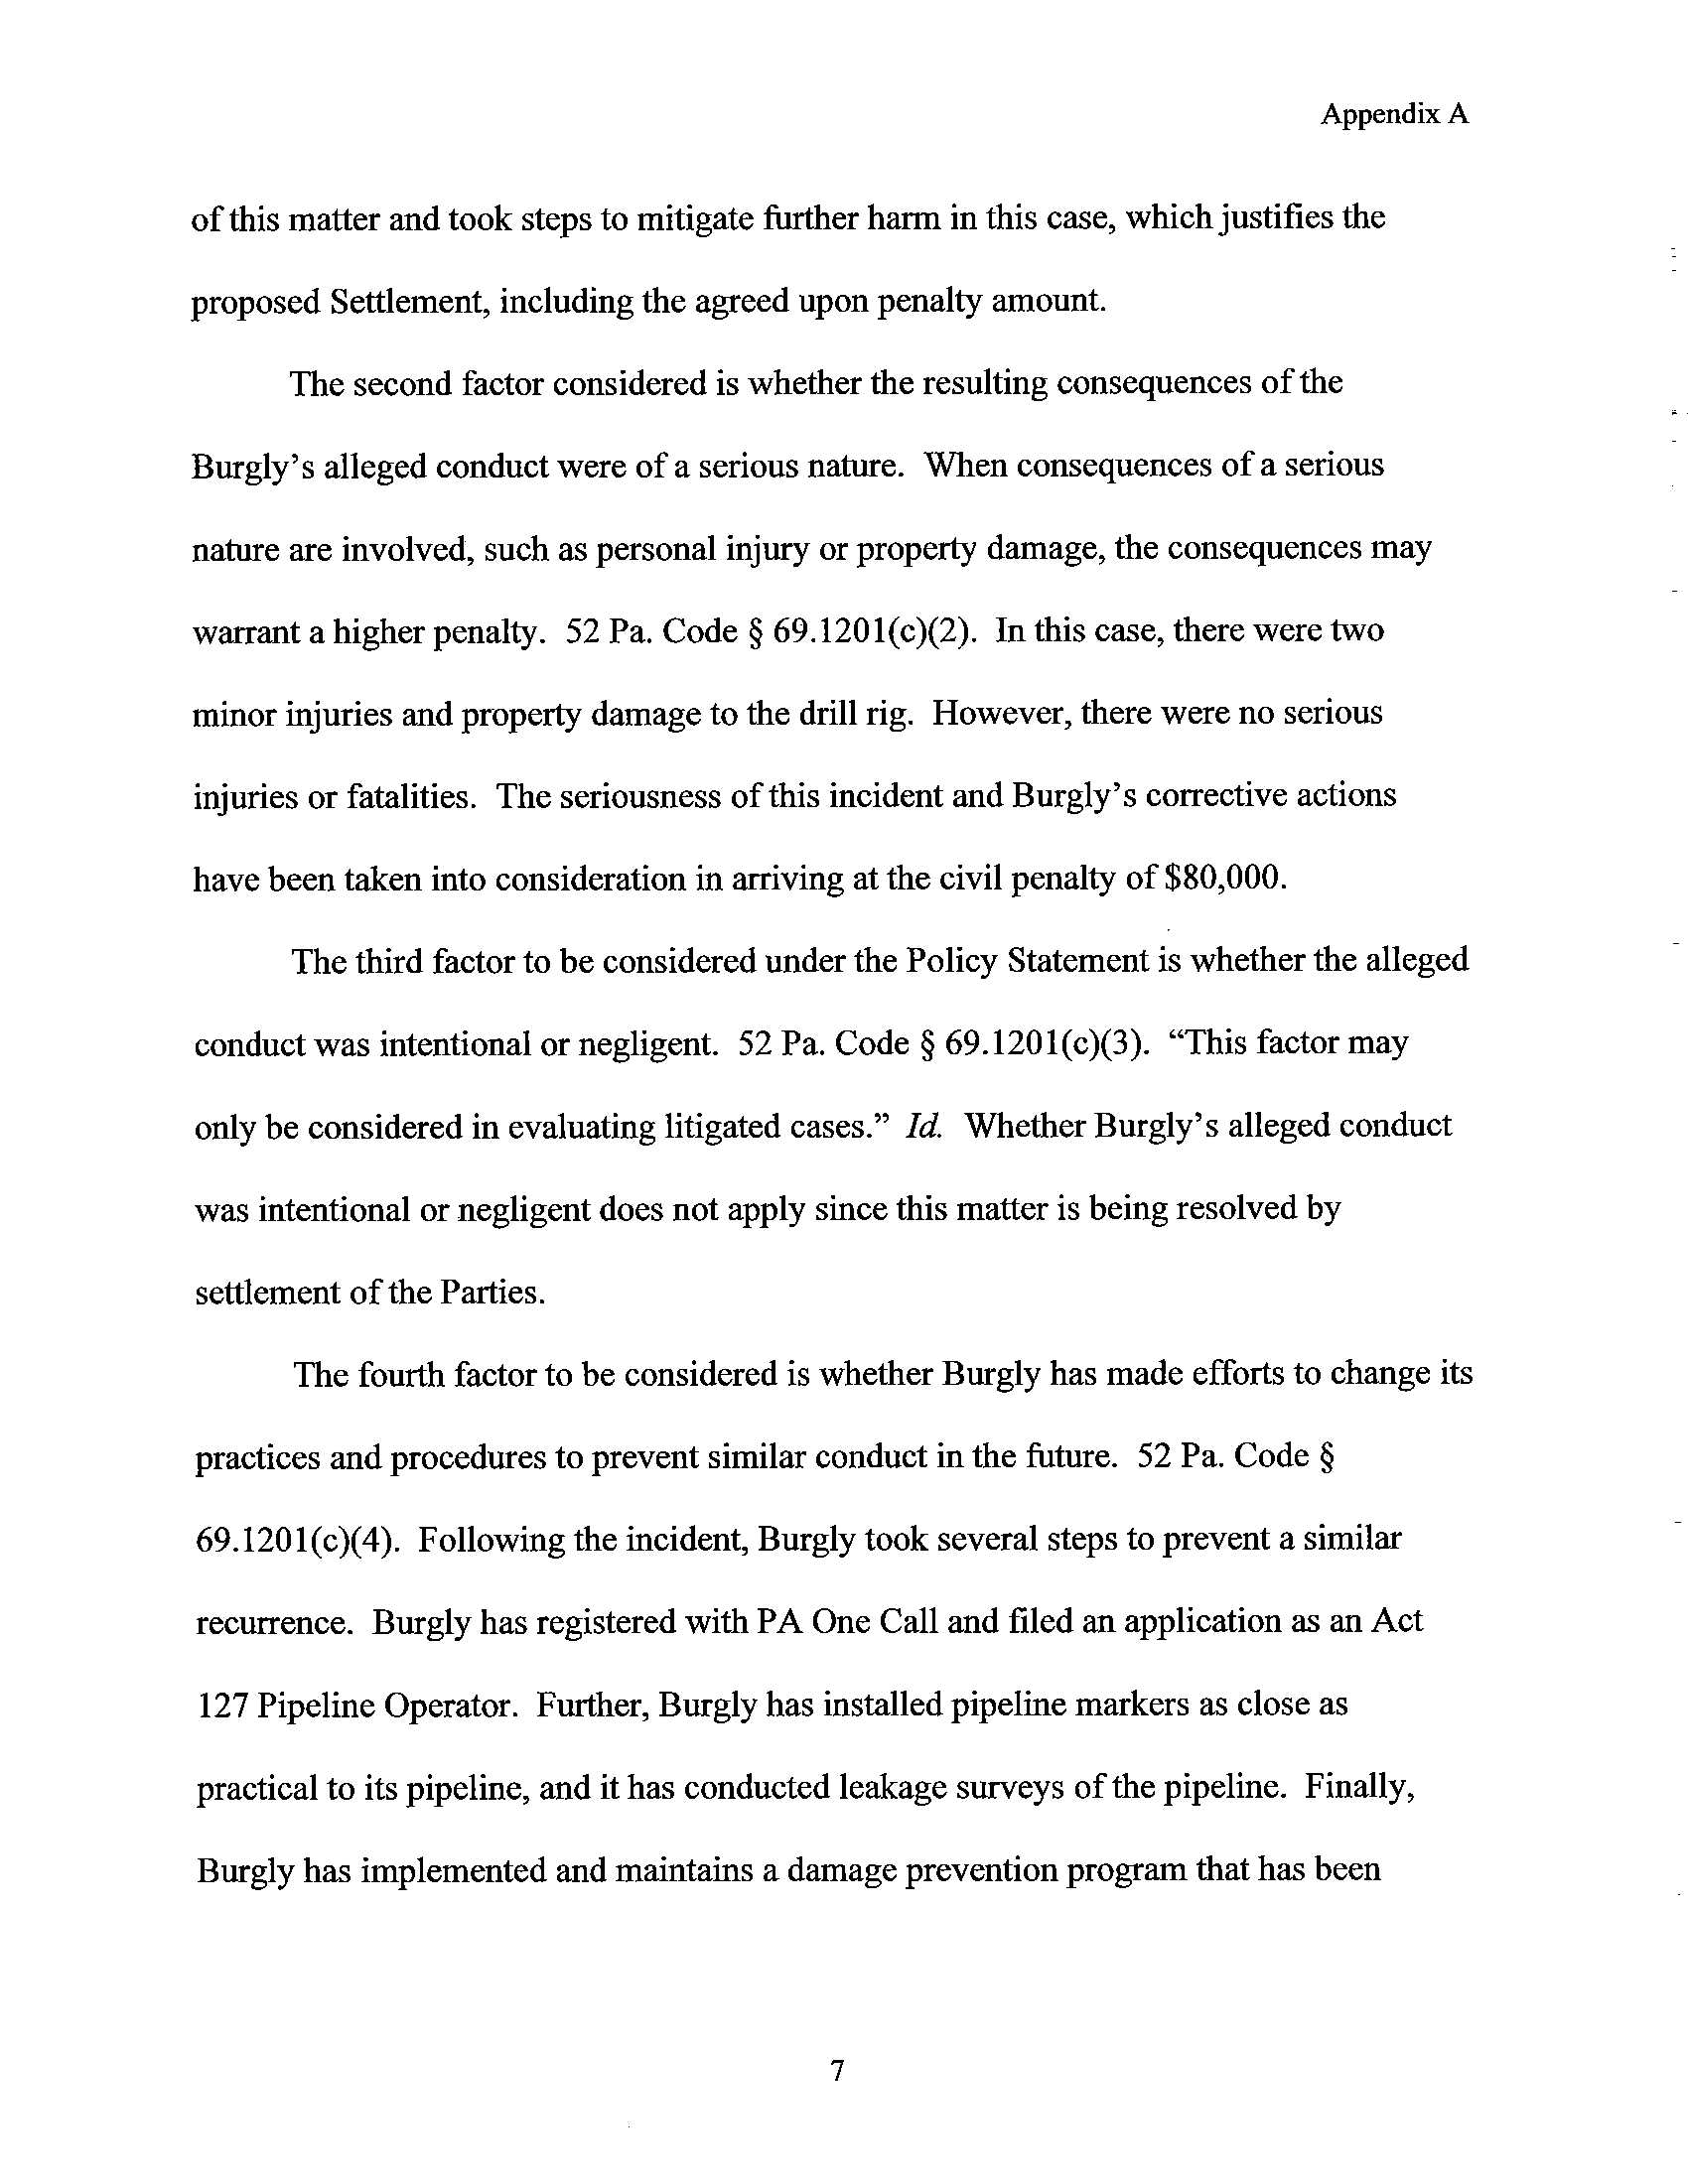 Appendix A
of this matter and took steps to mitigate further harm in this case, which justifies the
proposed Settlement, including the agreed upon penalty amount.
The second factor considered is whether the resulting consequences of the
Burgly’s alleged conduct were of a serious nature.  When consequences of a serious
nature are involved, such as personal injury or property damage, the consequences may
warrant a higher penalty.  52 Pa. Code § 69.1201(c)(2).  In this case, there were two
minor injuries and property damage to the drill rig.  However, there were no serious
injuries or fatalities.  The seriousness of this incident and Burgly’s corrective actions
have been taken into consideration in arriving at the civil penalty of $80,000.
The third factor to be considered under the Policy Statement is whether the alleged
conduct was intentional or negligent.  52 Pa. Code § 69.1201(c)(3).  “This factor may
only be considered in evaluating litigated cases.”  Id.  Whether Burgly’s alleged conduct
was intentional or negligent does not apply since this matter is being resolved by
settlement of the Parties.
The fourth factor to be considered is whether Burgly has made efforts to change its
practices and procedures to prevent similar conduct in the future.  52 Pa. Code §
69.1201(c)(4).  Following the incident, Burgly took several steps to prevent a similar
recurrence.  Burgly has registered with PA One Call and filed an application as an Act
127 Pipeline Operator.  Further, Burgly has installed pipeline markers as close as
practical to its pipeline, and it has conducted leakage surveys of the pipeline.  Finally,
Burgly has implemented and maintains a damage prevention program that has been
7